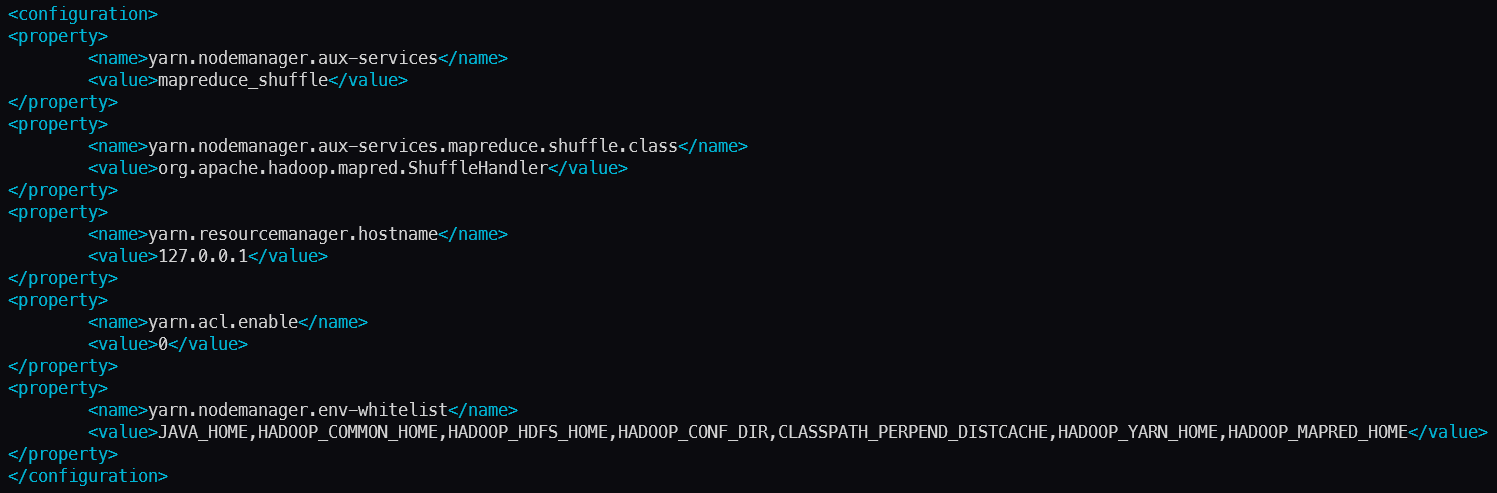 <configuration>
<property>
        <name>yarn.nodemanager.aux-services</name>
        <value>mapreduce_shuffle</value>
</property>
<property>
        <name>yarn.nodemanager.aux-services.mapreduce.shuffle.class</name>
        <value>org.apache.hadoop.mapred.ShuffleHandler</value>
</property>
<property>
        <name>yarn.resourcemanager.hostname</name>
        <value>127.0.0.1</value>
</property>
<property>
        <name>yarn.acl.enable</name>
        <value>0</value>
</property>
<property>
        <name>yarn.nodemanager.env-whitelist</name>
        <value>JAVA_HOME,HADOOP_COMMON_HOME,HADOOP_HDFS_HOME,HADOOP_CONF_DIR,CLASSPATH_PERPEND_DISTCACHE,HADOOP_YARN_HOME,HADOOP_MAPRED_HOME</value>
</property>
</configuration>